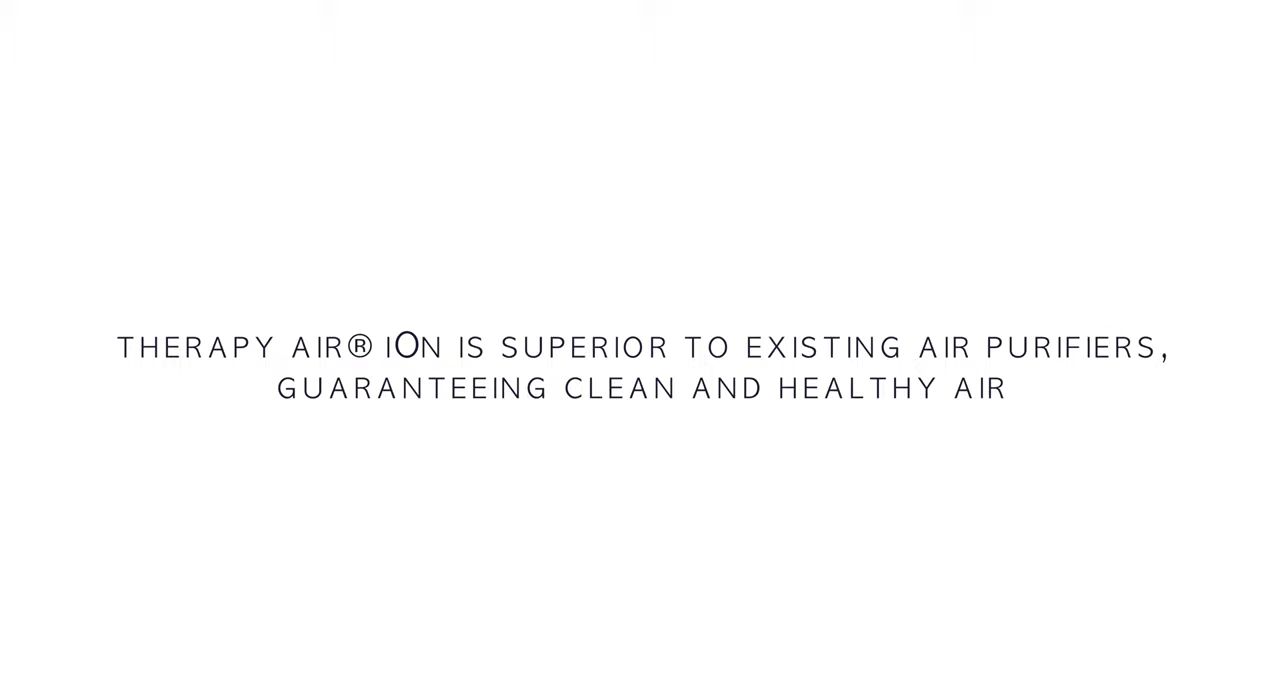 THERAPY AIR® iON IS SUPERIOR TO EXISTING AIR PURIFIERS,
GUARANTEEING CLEAN AND HEALTHY AIR